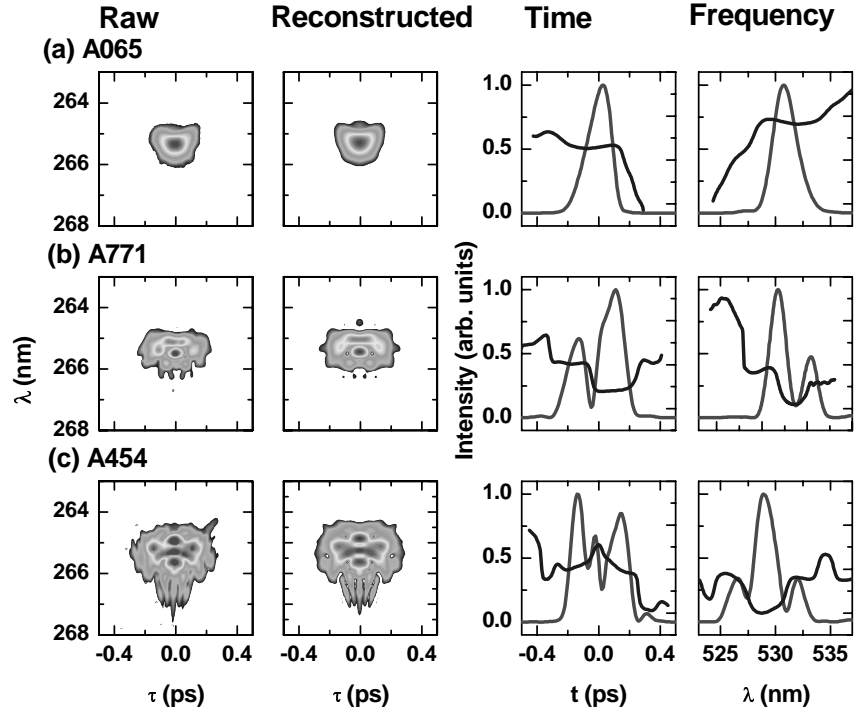 Raw Reconstructed Time Frequency
(a) A065
264
266
268
1.0
0.5
0.0
(b) A771
264
266
268
1.0
0.5
0.0
(c) A454
264
266
268
1.0
0.5
0.0
λ (nm)
Intensity (arb. units)
-0.4 0.0 0.4
0.0 0.4
-0.4 0.0 0.4
525 530 535
τ (ps) τ (ps) t (ps) λ (nm)